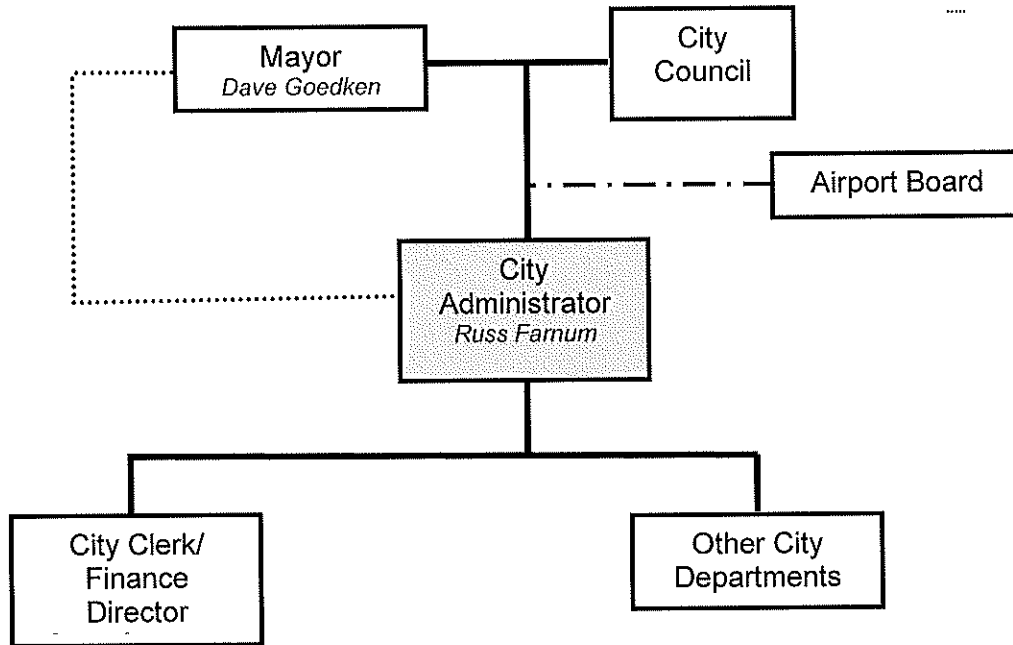 Mayor
Dave Goedken
City
Council
Airport Board
City
Administrator
Russ Farnum
City Clerk/
Finance
Director
Other City
Departments